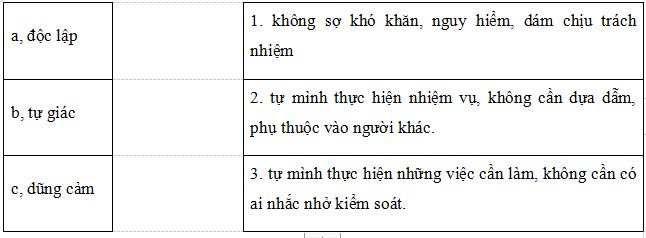 a, độc lập
1. không sợ khó khăn, nguy hiểm, dám chịu trách
nhiệm
b, tự giác
2. tự mình thực hiện nhiệm vụ, không cần dựa dẫm,
phụ thuộc vào người khác.
c, dũng cảm
3. tự mình thực hiện những việc cần làm, không cần có
ai nhắc nhở kiểm soát.